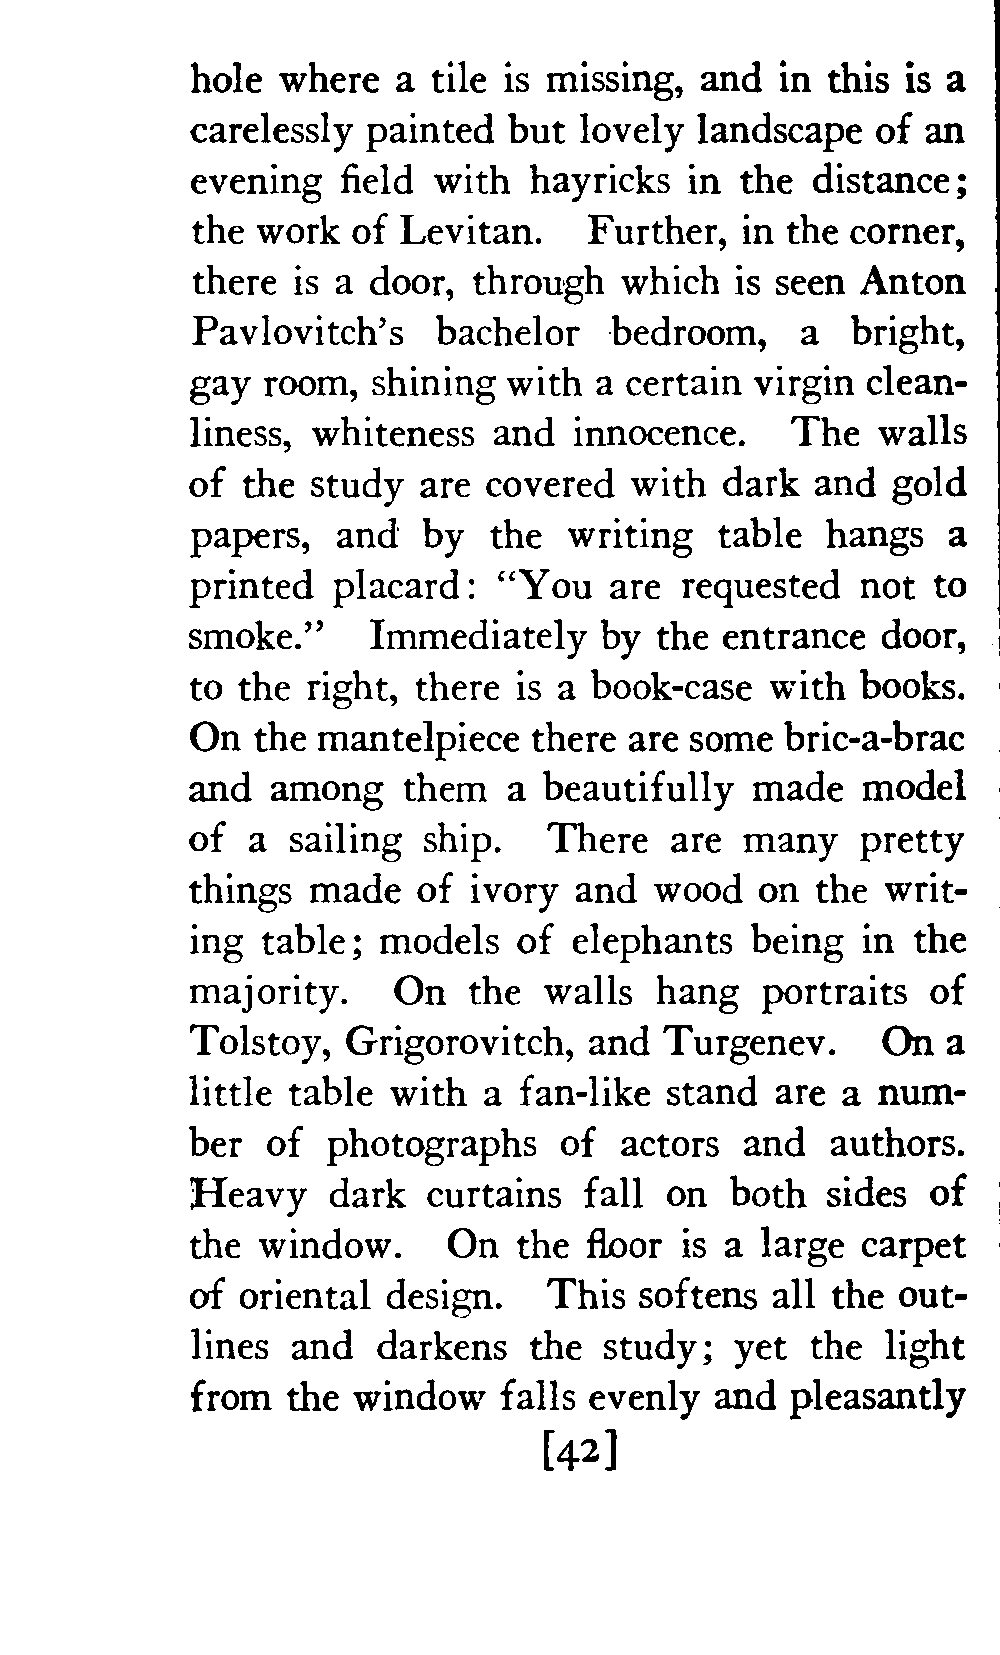 hole where a tile is missing, and in this is a
carelessly painted but lovely landscape of an
evening field with hayricks in the distance;
the work of Levitan. Further, in the corner,
there is a door, through which is seen Anton
Pavlovitch's bachelor bedroom, a bright,
gay room, shining with a certain virgin clean-
liness, whiteness and innocence. The walls
of the study are covered with dark and gold
papers, and by the writing table hangs a
printed placard: "You are requested not to
smoke." Immediately by the entrance door,
to the right, there is a book-case with books.
On the mantelpiece there are some bric-a-brac
and among them a beautifully made model
of a sailing ship. There are many pretty
things made of ivory and wood on the writ-
ing table; models of elephants being in the
majority. On the walls hang portraits of
Tolstoy, Grigorovitch, and Turgenev. On a
little table with a fan-like stand are a num-
ber of photographs of actors and authors.
Heavy dark curtains fall on both sides of
the window. On the floor is a large carpet
of oriental design. This softens all the out-
lines and darkens the study; yet the light
from the window falls evenly and pleasantly
[42]